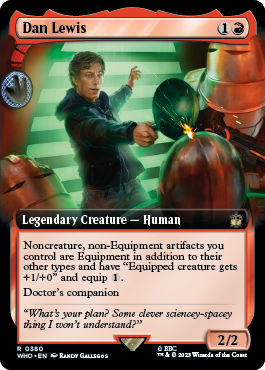 Dan Lewis 1
Legendary Creature — Human
Noncreature, non-Equipment artifacts you
control are Equipment in addition to their
other types and have “Equipped creature gets
+1/+0” and equip 1.
Doctor's companion
“What's your plan? Some clever sciencey-spacey
thing I won't understand?”
2/2
R 0380
WHO • EN RANDY GALLEGOS
© BBC
™ & © 2023 Wizards of the Coast